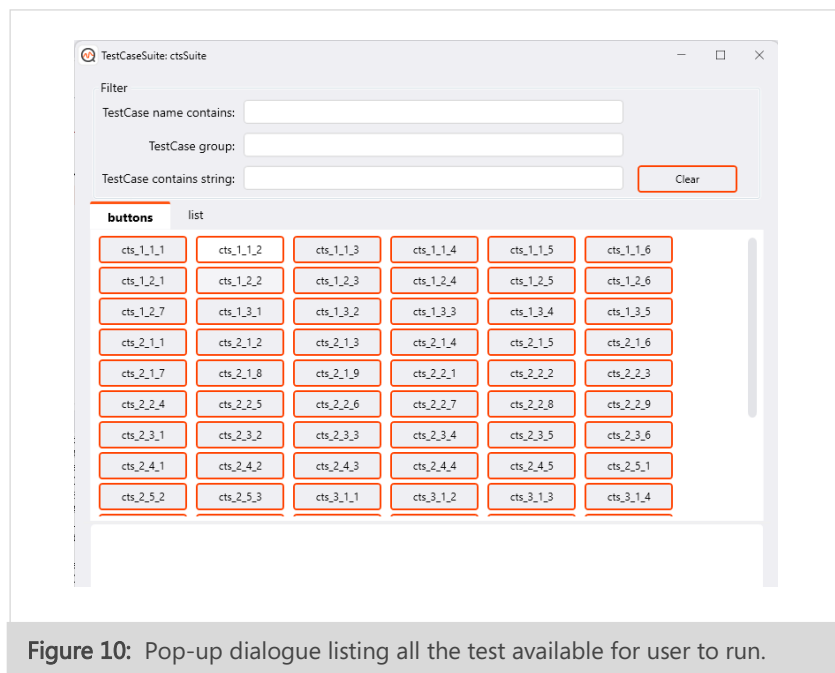 TestCaseSuite: ctsSuite
Filter
TestCase name contains:
TestCase group:
TestCase contains string: Clear
buttons list
cts_1_1_1 cts_1_1_2 cts_1_1_3 cts_1_1_4 cts_1_1_5 cts_1_1_6
cts_1_2_1 cts_1_2_2 cts_1_2_3 cts_1_2_4 cts_1_2_5 cts_1_2_6
cts_1_2_7 cts_1_3_1 cts_1_3_2 cts_1_3_3 cts_1_3_4 cts_1_3_5
cts_2_1_1 cts_2_1_2 cts_2_1_3 cts_2_1_4 cts_2_1_5 cts_2_1_6
cts_2_1_7 cts_2_1_8 cts_2_1_9 cts_2_2_1 cts_2_2_2 cts_2_2_3
cts_2_2_4 cts_2_2_5 cts_2_2_6 cts_2_2_7 cts_2_2_8 cts_2_2_9
cts_2_3_1 cts_2_3_2 cts_2_3_3 cts_2_3_4 cts_2_3_5 cts_2_3_6
cts_2_4_1 cts_2_4_2 cts_2_4_3 cts_2_4_4 cts_2_4_5 cts_2_5_1
cts_2_5_2 cts_2_5_3 cts_3_1_1 cts_3_1_2 cts_3_1_3 cts_3_1_4
Figure 10: Pop-up dialogue listing all the test available for user to run.